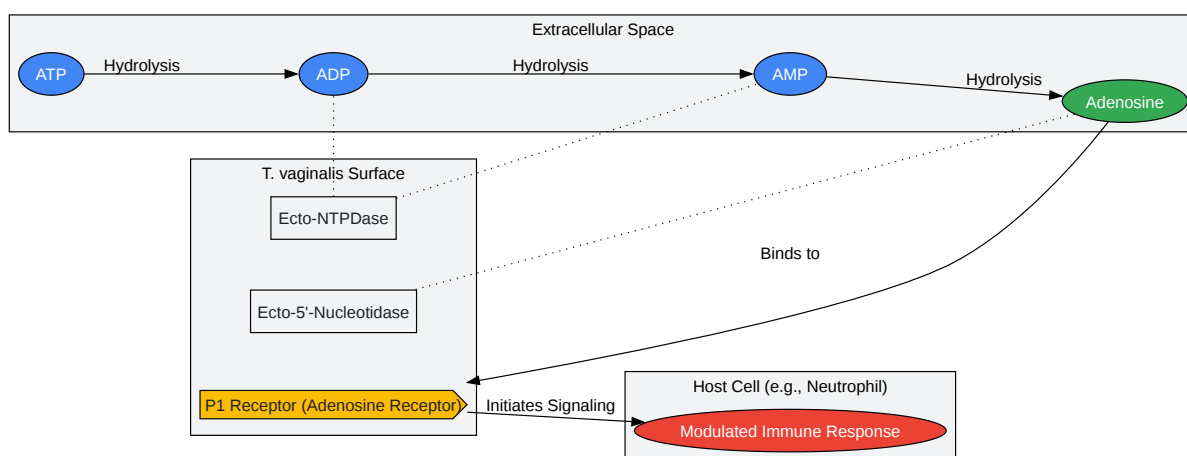 Extracellular Space
ATP
Hydrolysis
ADP
Hydrolysis
AMP
Hydrolysis
Adenosine
T. vaginalis Surface
Ecto-NTPDase
Binds to
Ecto-5'-Nucleotidase
Host Cell (e.g., Neutrophil)
P1 Receptor (Adenosine Receptor)
Initiates Signaling
Modulated Immune Response